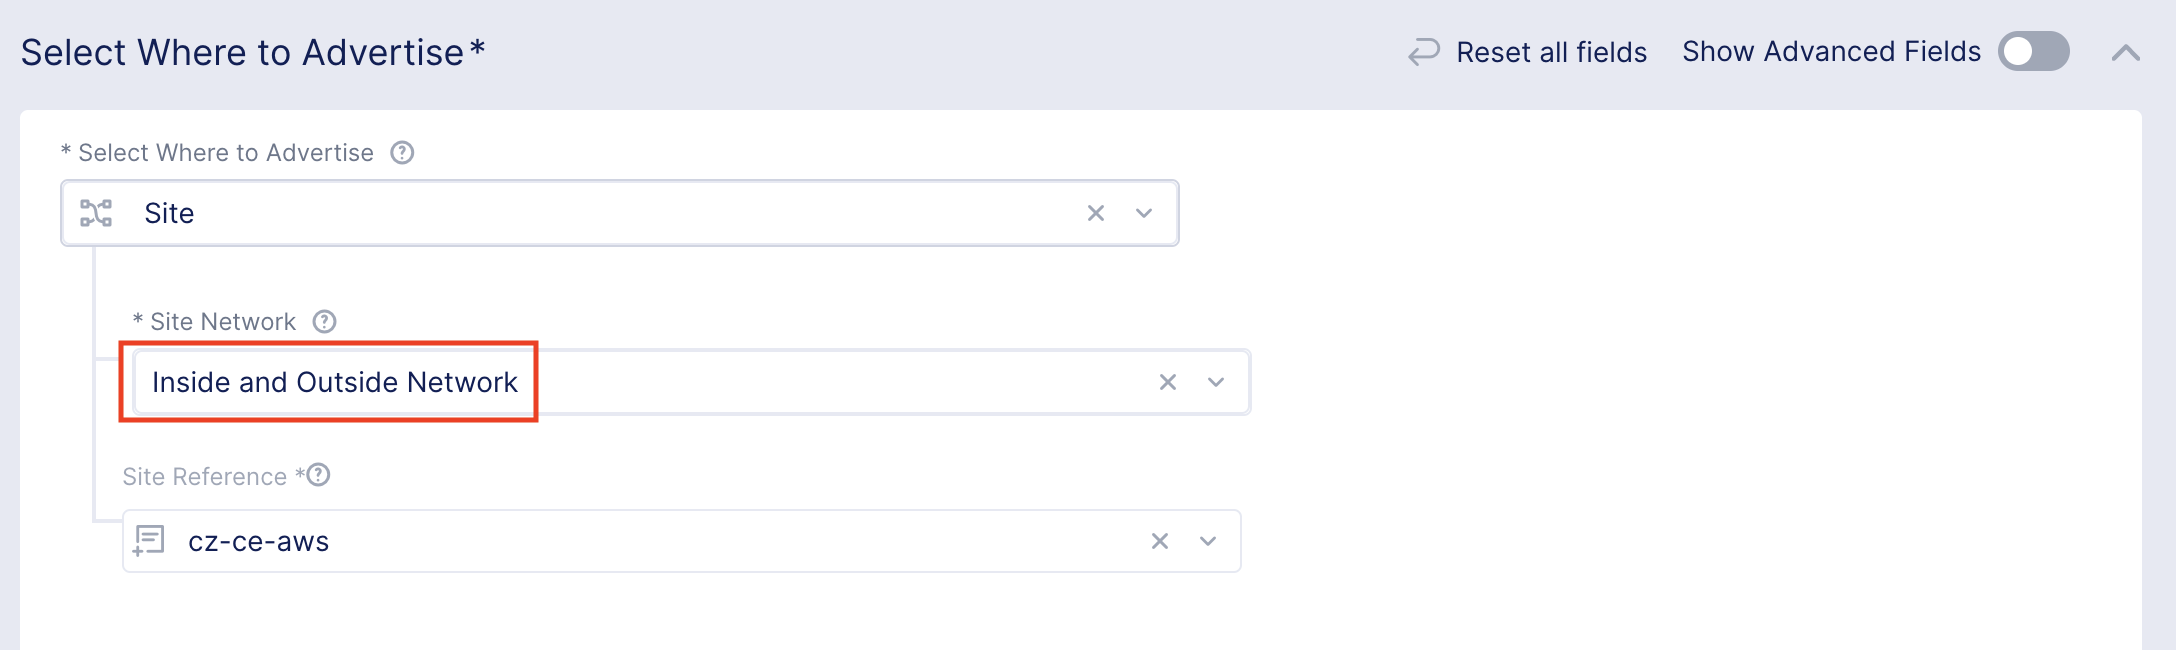 Select Where to Advertise*
Reset all fields
Show Advanced Fields
* Select Where to Advertise
Site
* Site Network
Inside and Outside Network
Site Reference *
cz-ce-aws